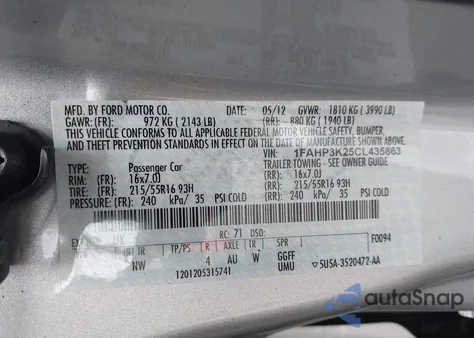 MFD. BY FORD MOTOR CO. DATE: 05/12 GVWR: 1810 KG ( 3990 LB)
GAWR:(FR): 972 KG ( 2143 LB) (RR): 880 KG ( 1940 LB)
THIS VEHICLE CONFORMS TO ALL APPLICABLE FEDERAL MOTOR VEHICLE SAFETY, BUMPER,
AND THEFT PREVENTION STANDARDS IN EFFECT ON THE DATE OF MANUFACTURE SHOWN ABOVE.
VIN: 1FAHP3K25CL435863
TYPE: Passenger Car TRAILER TOWING - SEE OWNER GUIDE
RIM: (FR) 16x7.0J (RR) 16x7.0J
TIRE: (FR) 215/55R16 93H (RR) 215/55R16 93H
PRESSURE: (FR) 240 kPa/ 35 PSI COLD (RR) 240 kPa/ 35 PSI COLD
RC: 71 DSO: F0094
INT TR TP/PS R AXLE TR SPR
NW 4 AU W GGFF
1201205315741 UMU 5U5A-3520472-AA
AutoSnap